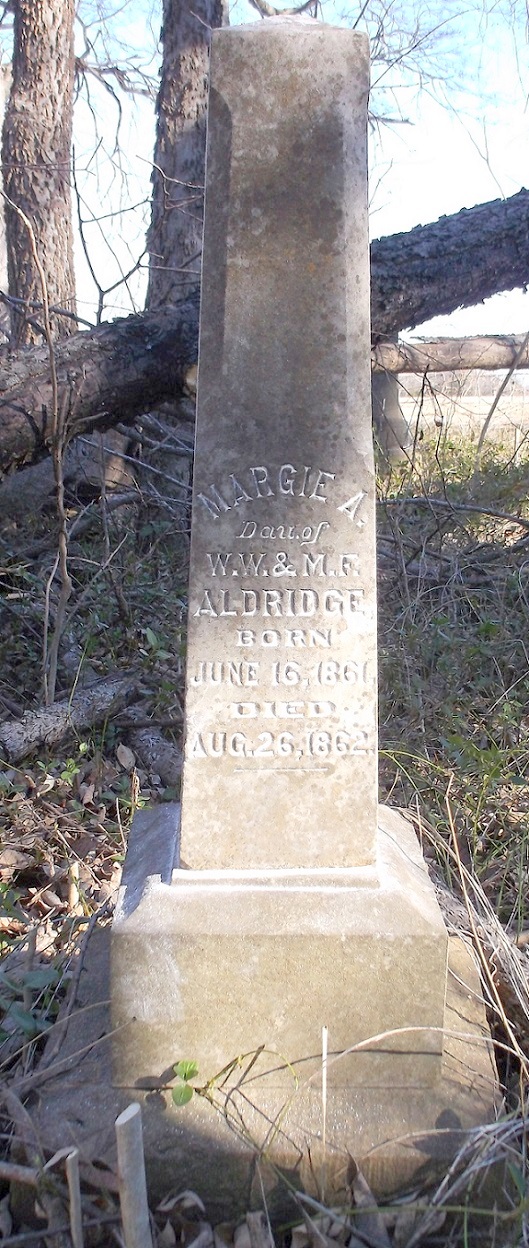 MARGIE A.
Dau. of
W.W. & M.F.
ALDRIDGE
BORN
JUNE 16, 1861,
DIED
AUG. 26, 1862.